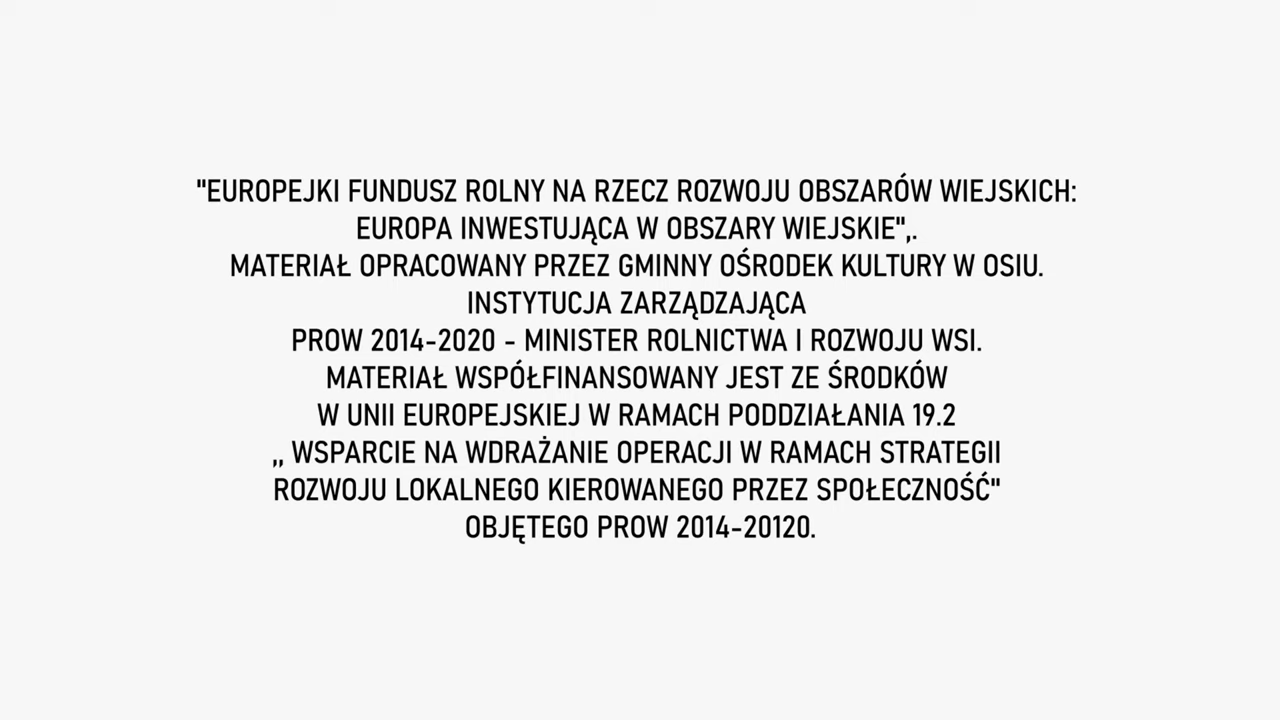 "EUROPEJKI FUNDUSZ ROLNY NA RZECZ ROZWOJU OBSZARÓW WIEJSKICH:
EUROPA INWESTUJĄCA W OBSZARY WIEJSKIE",.
MATERIAŁ OPRACOWANY PRZEZ GMINNY OŚRODEK KULTURY W OSIU.
INSTYTUCJA ZARZĄDZAJĄCA
PROW 2014-2020 - MINISTER ROLNICTWA I ROZWOJU WSI.
MATERIAŁ WSPÓŁFINANSOWANY JEST ZE ŚRODKÓW
W UNII EUROPEJSKIEJ W RAMACH PODDZIAŁANIA 19.2
,, WSPARCIE NA WDRAŻANIE OPERACJI W RAMACH STRATEGII
ROZWOJU LOKALNEGO KIEROWANEGO PRZEZ SPOŁECZNOŚĆ"
OBJĘTEGO PROW 2014-20120.